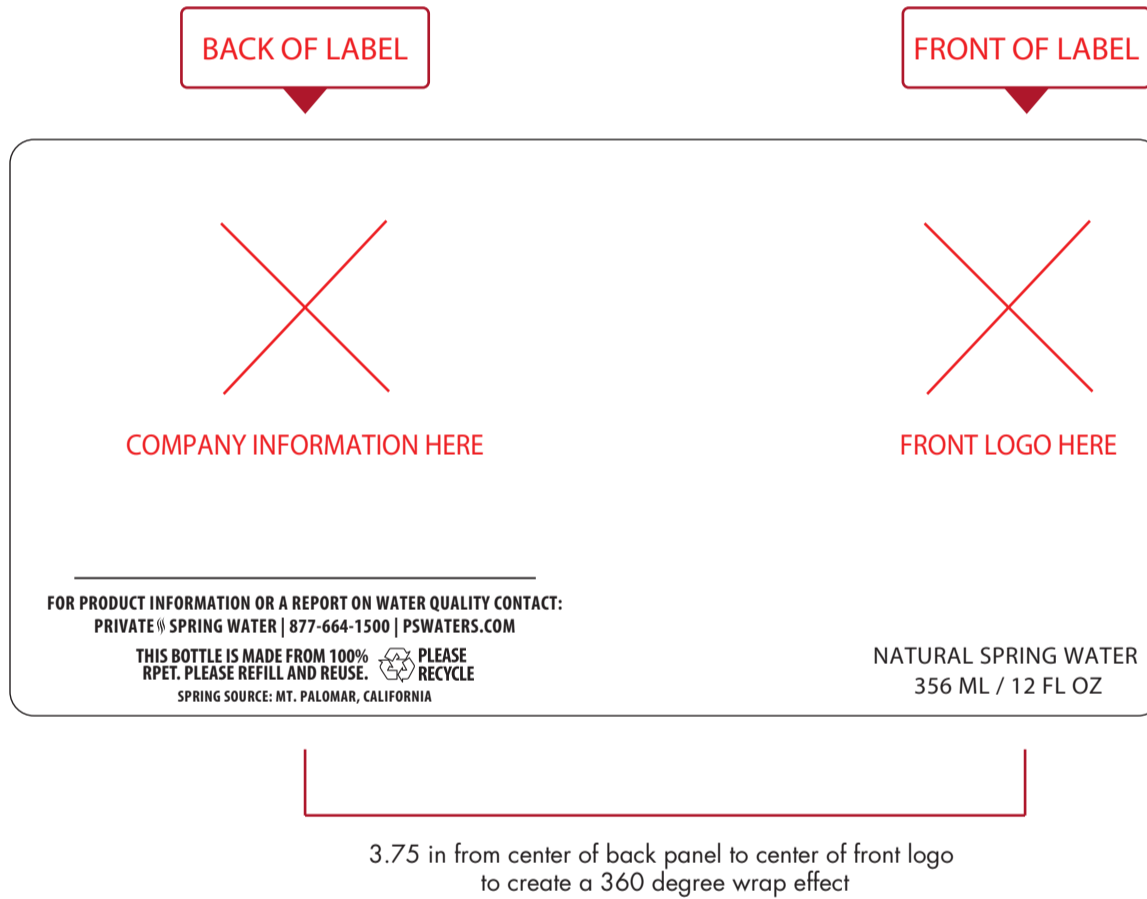 BACK OF LABEL
FRONT OF LABEL
COMPANY INFORMATION HERE
FRONT LOGO HERE
FOR PRODUCT INFORMATION OR A REPORT ON WATER QUALITY CONTACT:
PRIVATE SPRING WATER | 877-664-1500 | PSWATERS.COM
THIS BOTTLE IS MADE FROM 100%
RPET. PLEASE REFILL AND REUSE.
PLEASE
RECYCLE
SPRING SOURCE: MT. PALOMAR, CALIFORNIA
NATURAL SPRING WATER
356 ML / 12 FL OZ
3.75 in from center of back panel to center of front logo
to create a 360 degree wrap effect